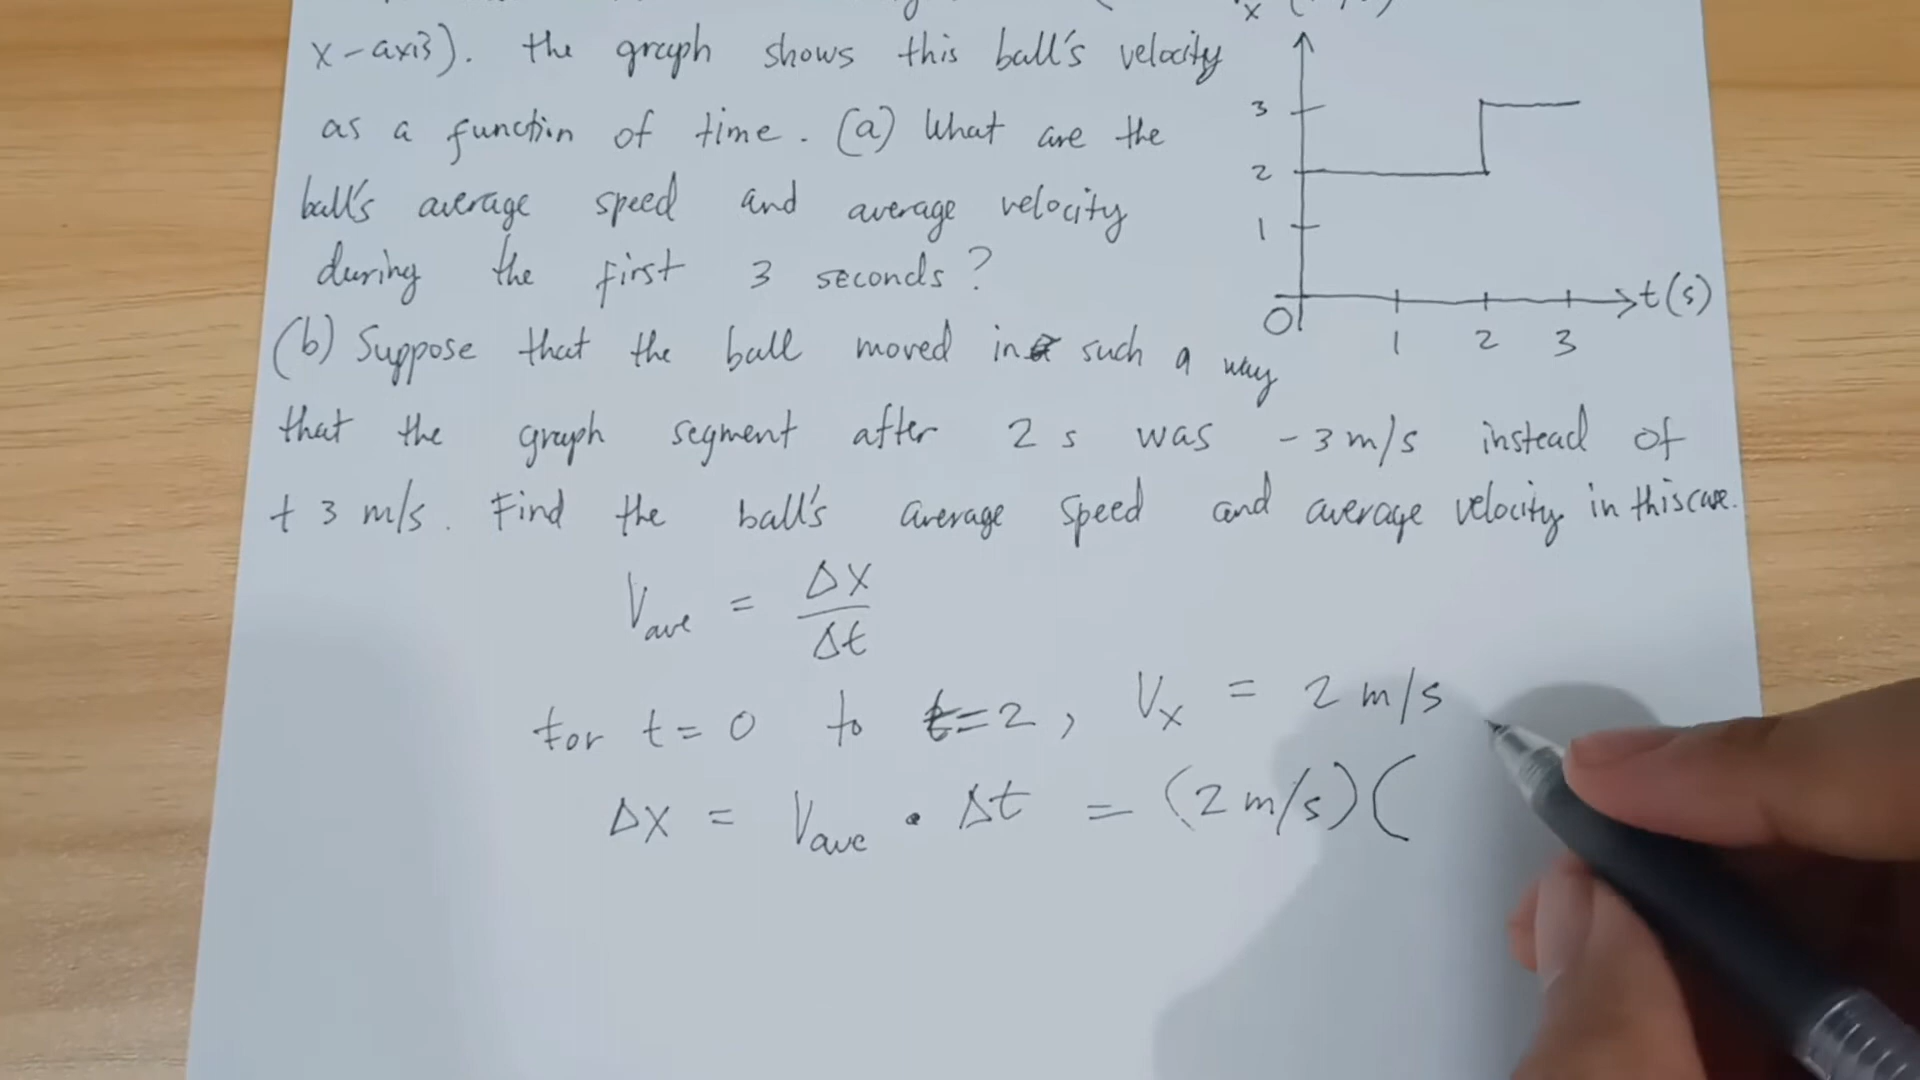 x-axis). the graph shows this ball's velocity
as a function of time. (a) What are the
ball's average speed and average velocity
during the first 3 seconds?
(b) Suppose that the ball moved in such a way
that the graph segment after 2 s was -3 m/s instead of
+3 m/s. Find the ball's average speed and average velocity in this case.
x
3
2
1
0
1 2 3
t(s)
Vave = Δx
Δt
For t = 0 to t = 2, Vx = 2 m/s
Δx = Vave • Δt = (2 m/s)(